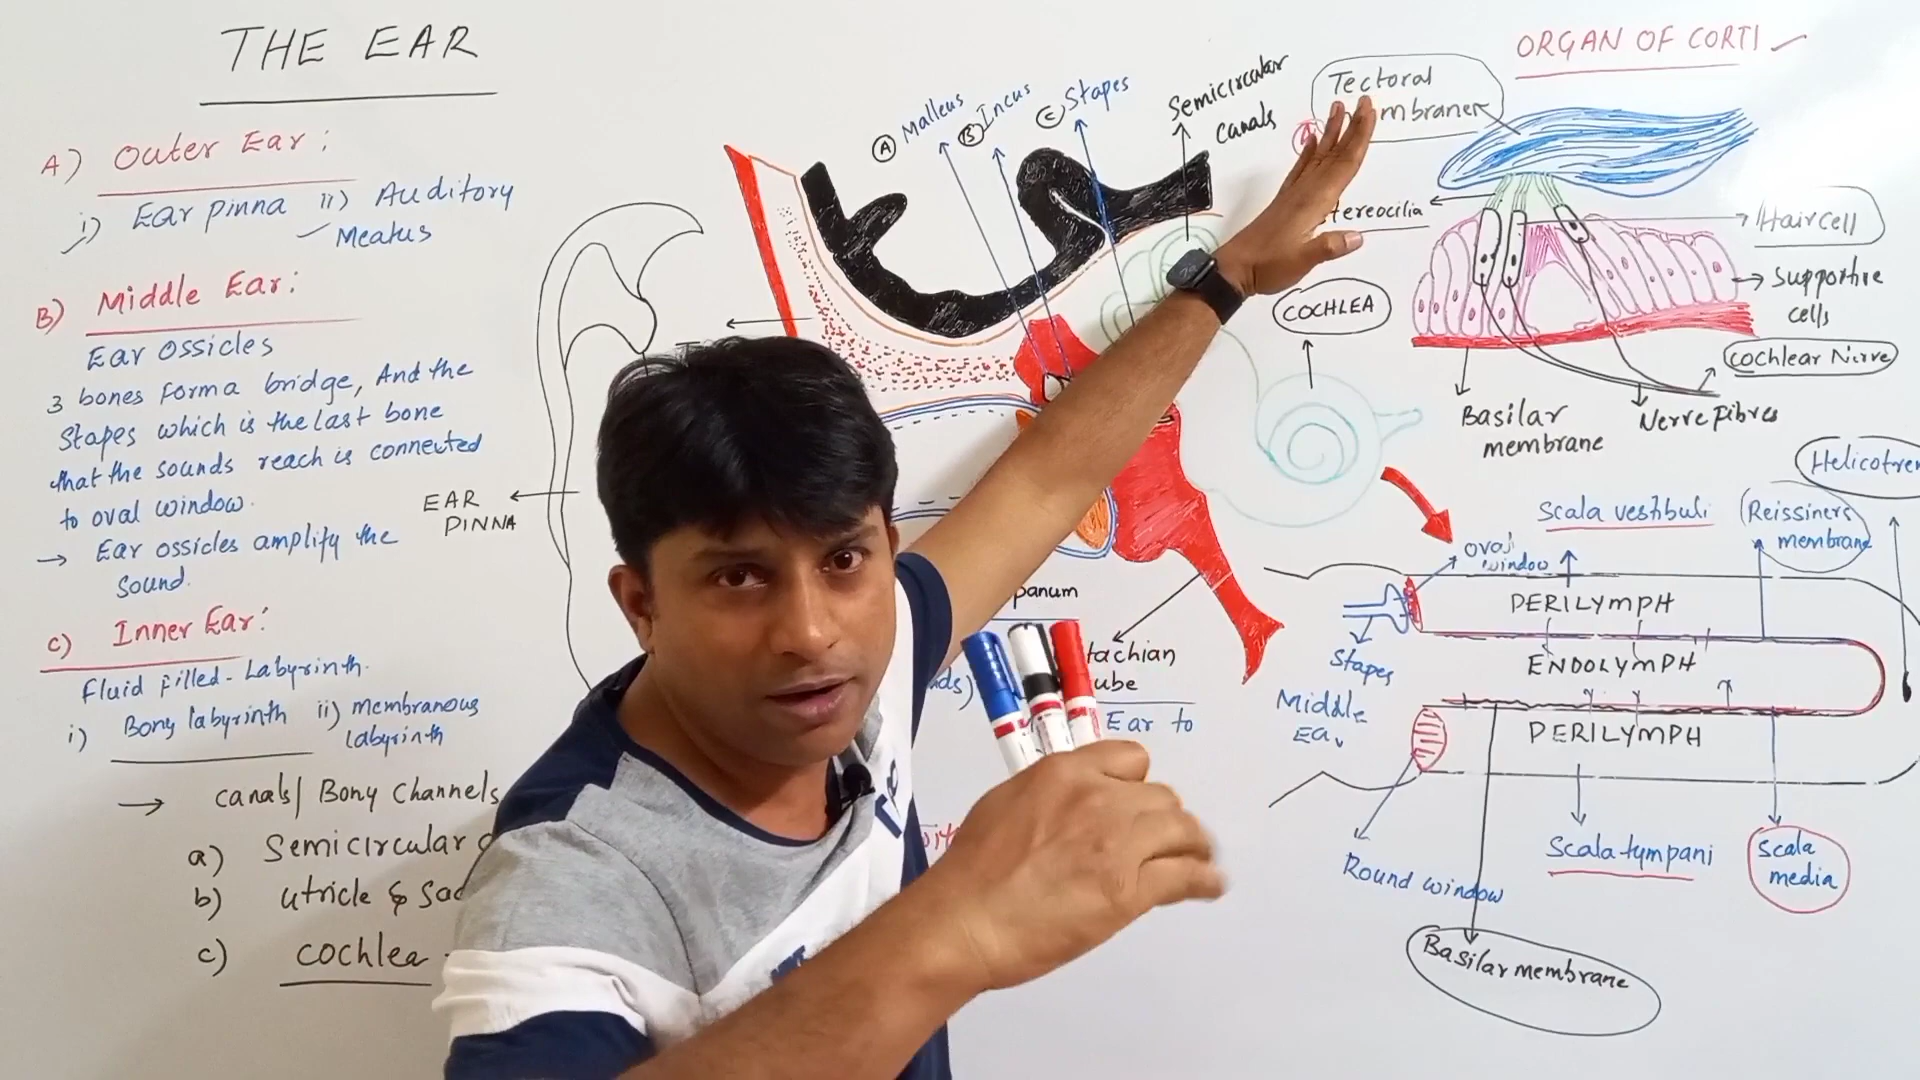 THE EAR
A) Outer Ear :
i) Ear pinna ii) Auditory
Meatus
B) Middle Ear :
Ear Ossicles
3 bones form a bridge, And the
Stapes which is the last bone
that the sounds reach is connected
to oval window.
→ Ear ossicles amplify the
sound.
C) Inner Ear :
Fluid filled - Labyrinth.
i) Bony labyrinth ii) membranous
labyrinth
→ canals/ Bony Channels
a) Semicircular
b) utricle &
c) cochlea
EAR
PINNA
A Malleus
B Incus
C Stapes
Semicircular
canals
COCHLEA
panum
tachian
ube
Ear to
ORGAN OF CORTI
Tectoral
membrane
tereocilia
Hair cell
Supportive
cells
Cochlear Nerve
Nerve fibres
Basilar
membrane
Helicotre
Scala vestibuli
Reissiners
membrane
Oval
window
PERILYMPH
ENDOLYMPH
PERILYMPH
Stapes
Middle
Ear
Round window
Scala tympani
Scala
media
Basilar membrane